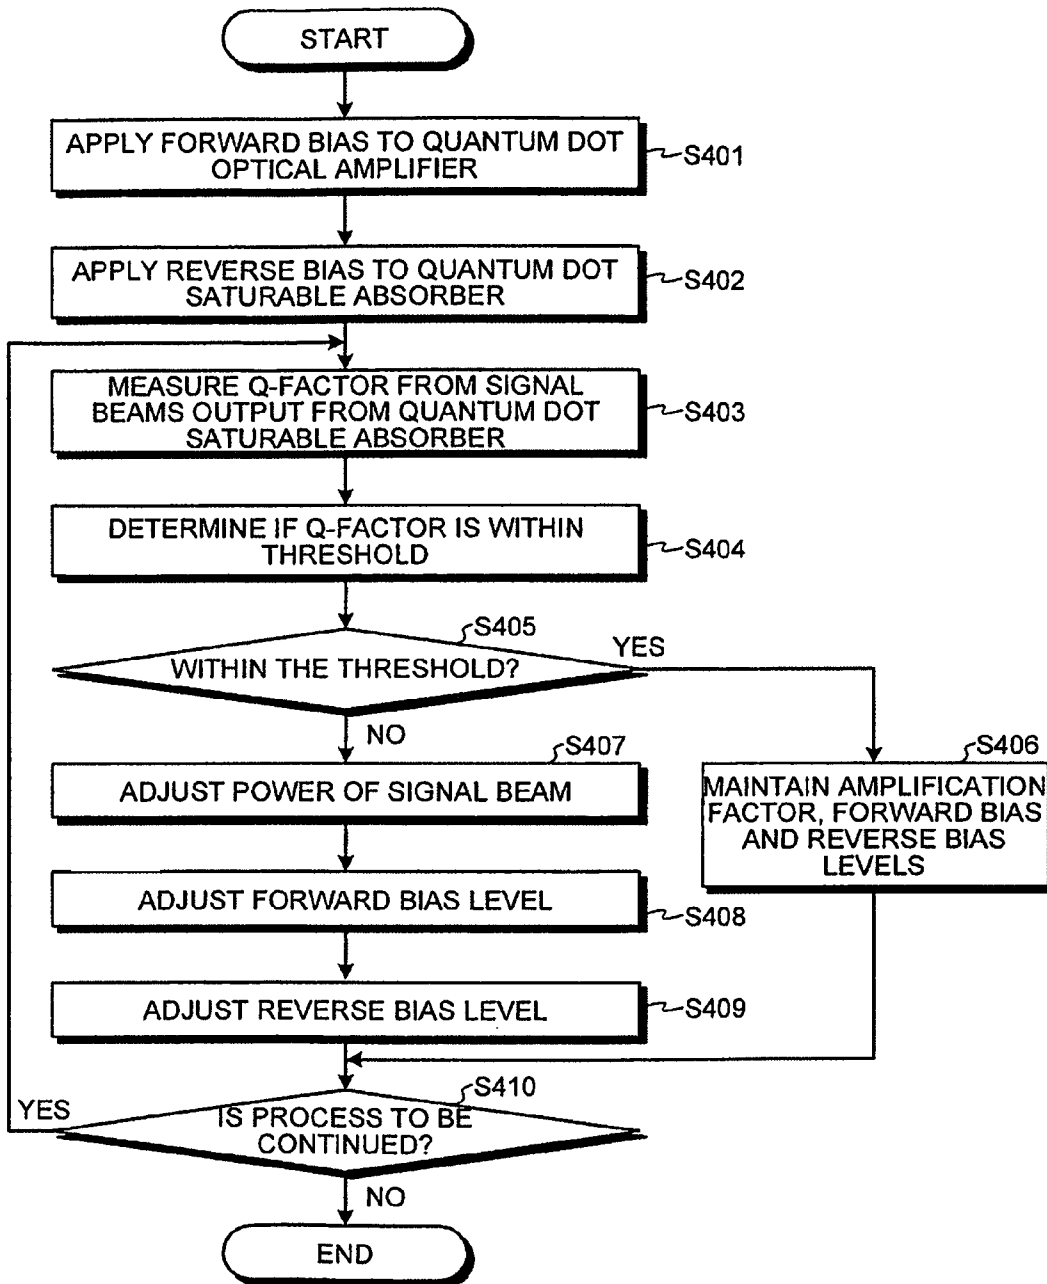 START
APPLY FORWARD BIAS TO QUANTUM DOT
OPTICAL AMPLIFIER
S401
APPLY REVERSE BIAS TO QUANTUM DOT
SATURABLE ABSORBER
S402
MEASURE Q-FACTOR FROM SIGNAL
BEAMS OUTPUT FROM QUANTUM DOT
SATURABLE ABSORBER
S403
DETERMINE IF Q-FACTOR IS WITHIN
THRESHOLD
S404
S405
WITHIN THE THRESHOLD?
YES
NO
S407
ADJUST POWER OF SIGNAL BEAM
S406
MAINTAIN AMPLIFICATION
FACTOR, FORWARD BIAS
AND REVERSE BIAS
LEVELS
ADJUST FORWARD BIAS LEVEL
S408
ADJUST REVERSE BIAS LEVEL
S409
S410
YES
IS PROCESS TO BE
CONTINUED?
NO
END